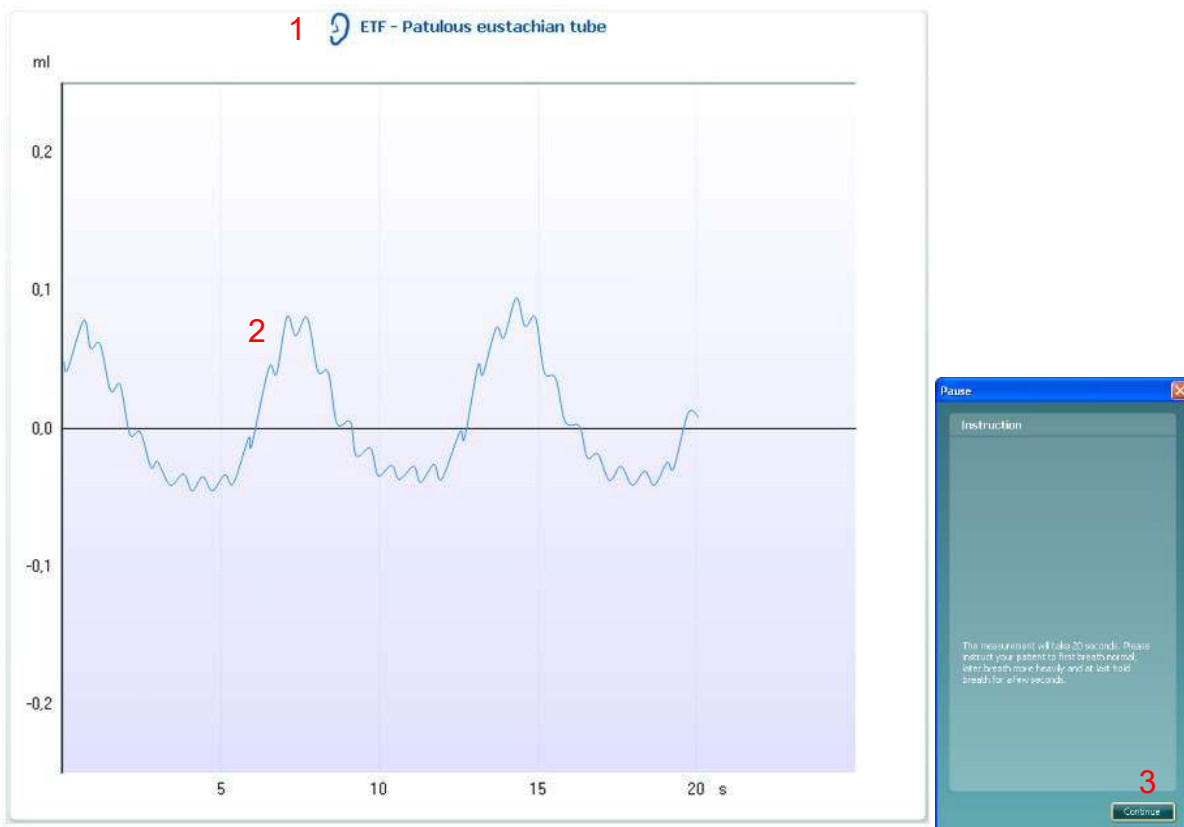 1 ETF - Patulous eustachian tube
ml
0,2
0,1
2
0,0
-0,1
-0,2
5 10 15 20 s
Pause
Instruction
The measurement will take 20 seconds. Please
instruct your patient to first breath normal,
later breath more heavily and at last hold
breath for a few seconds.
3
Continue